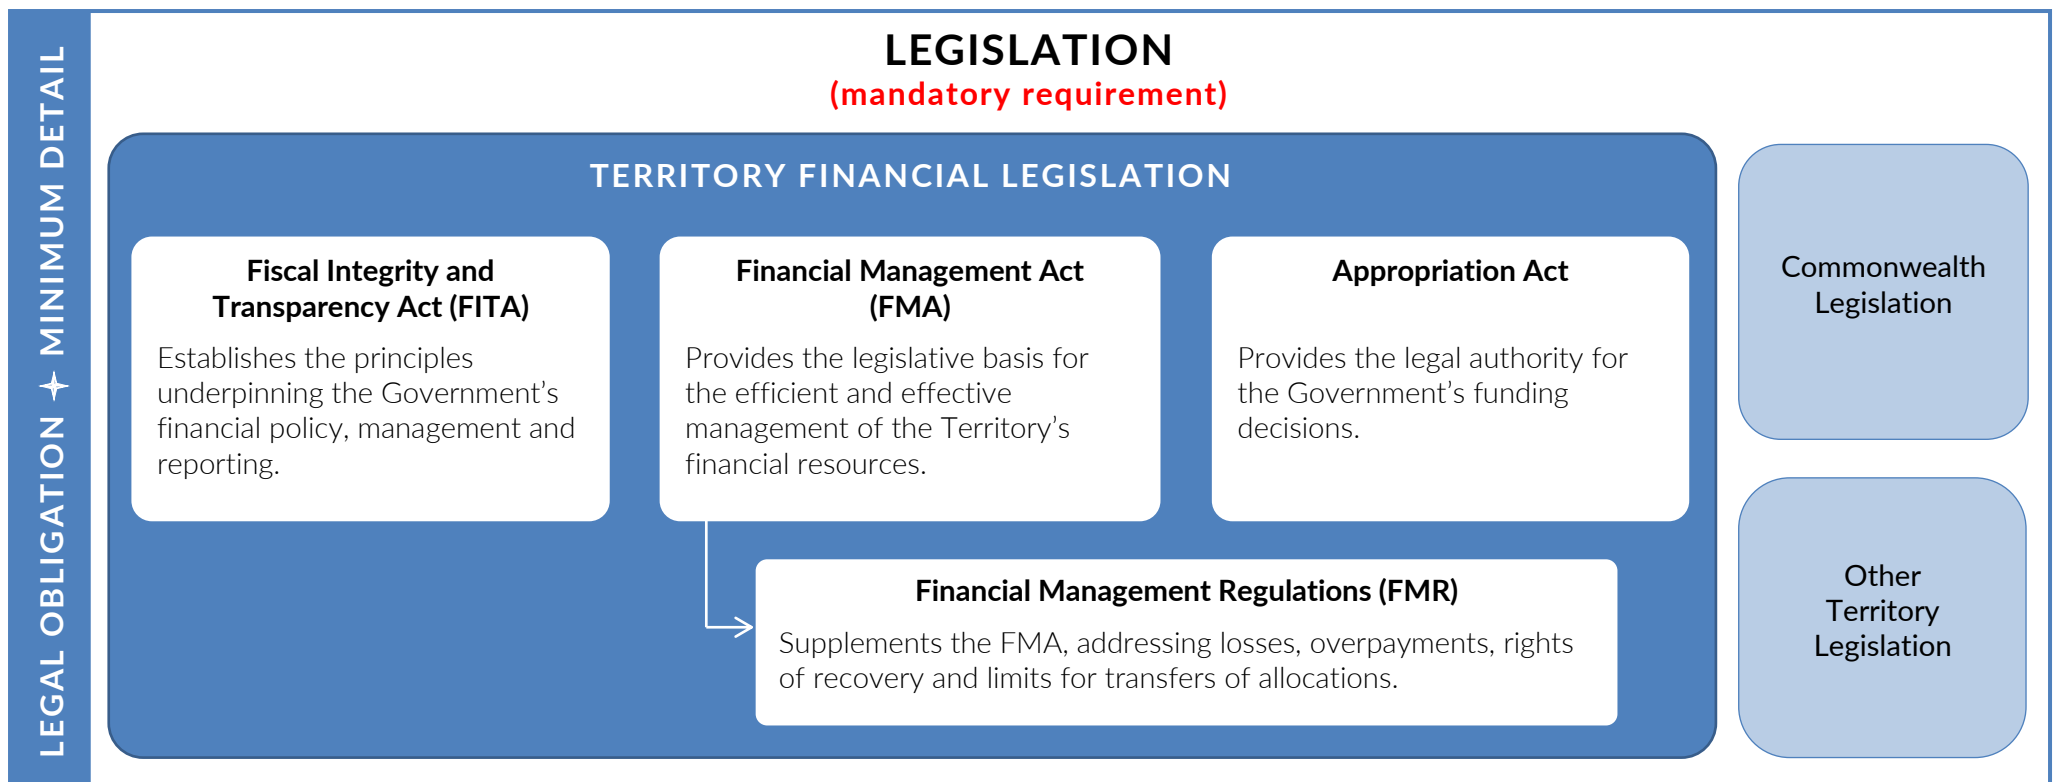 LEGAL OBLIGATION ✦ MINIMUM DETAIL
LEGISLATION
(mandatory requirement)
TERRITORY FINANCIAL LEGISLATION
Fiscal Integrity and
Transparency Act (FITA)
Establishes the principles
underpinning the Government’s
financial policy, management and
reporting.
Financial Management Act
(FMA)
Provides the legislative basis for
the efficient and effective
management of the Territory’s
financial resources.
Appropriation Act
Provides the legal authority for
the Government’s funding
decisions.
Financial Management Regulations (FMR)
Supplements the FMA, addressing losses, overpayments, rights
of recovery and limits for transfers of allocations.
Commonwealth
Legislation
Other
Territory
Legislation